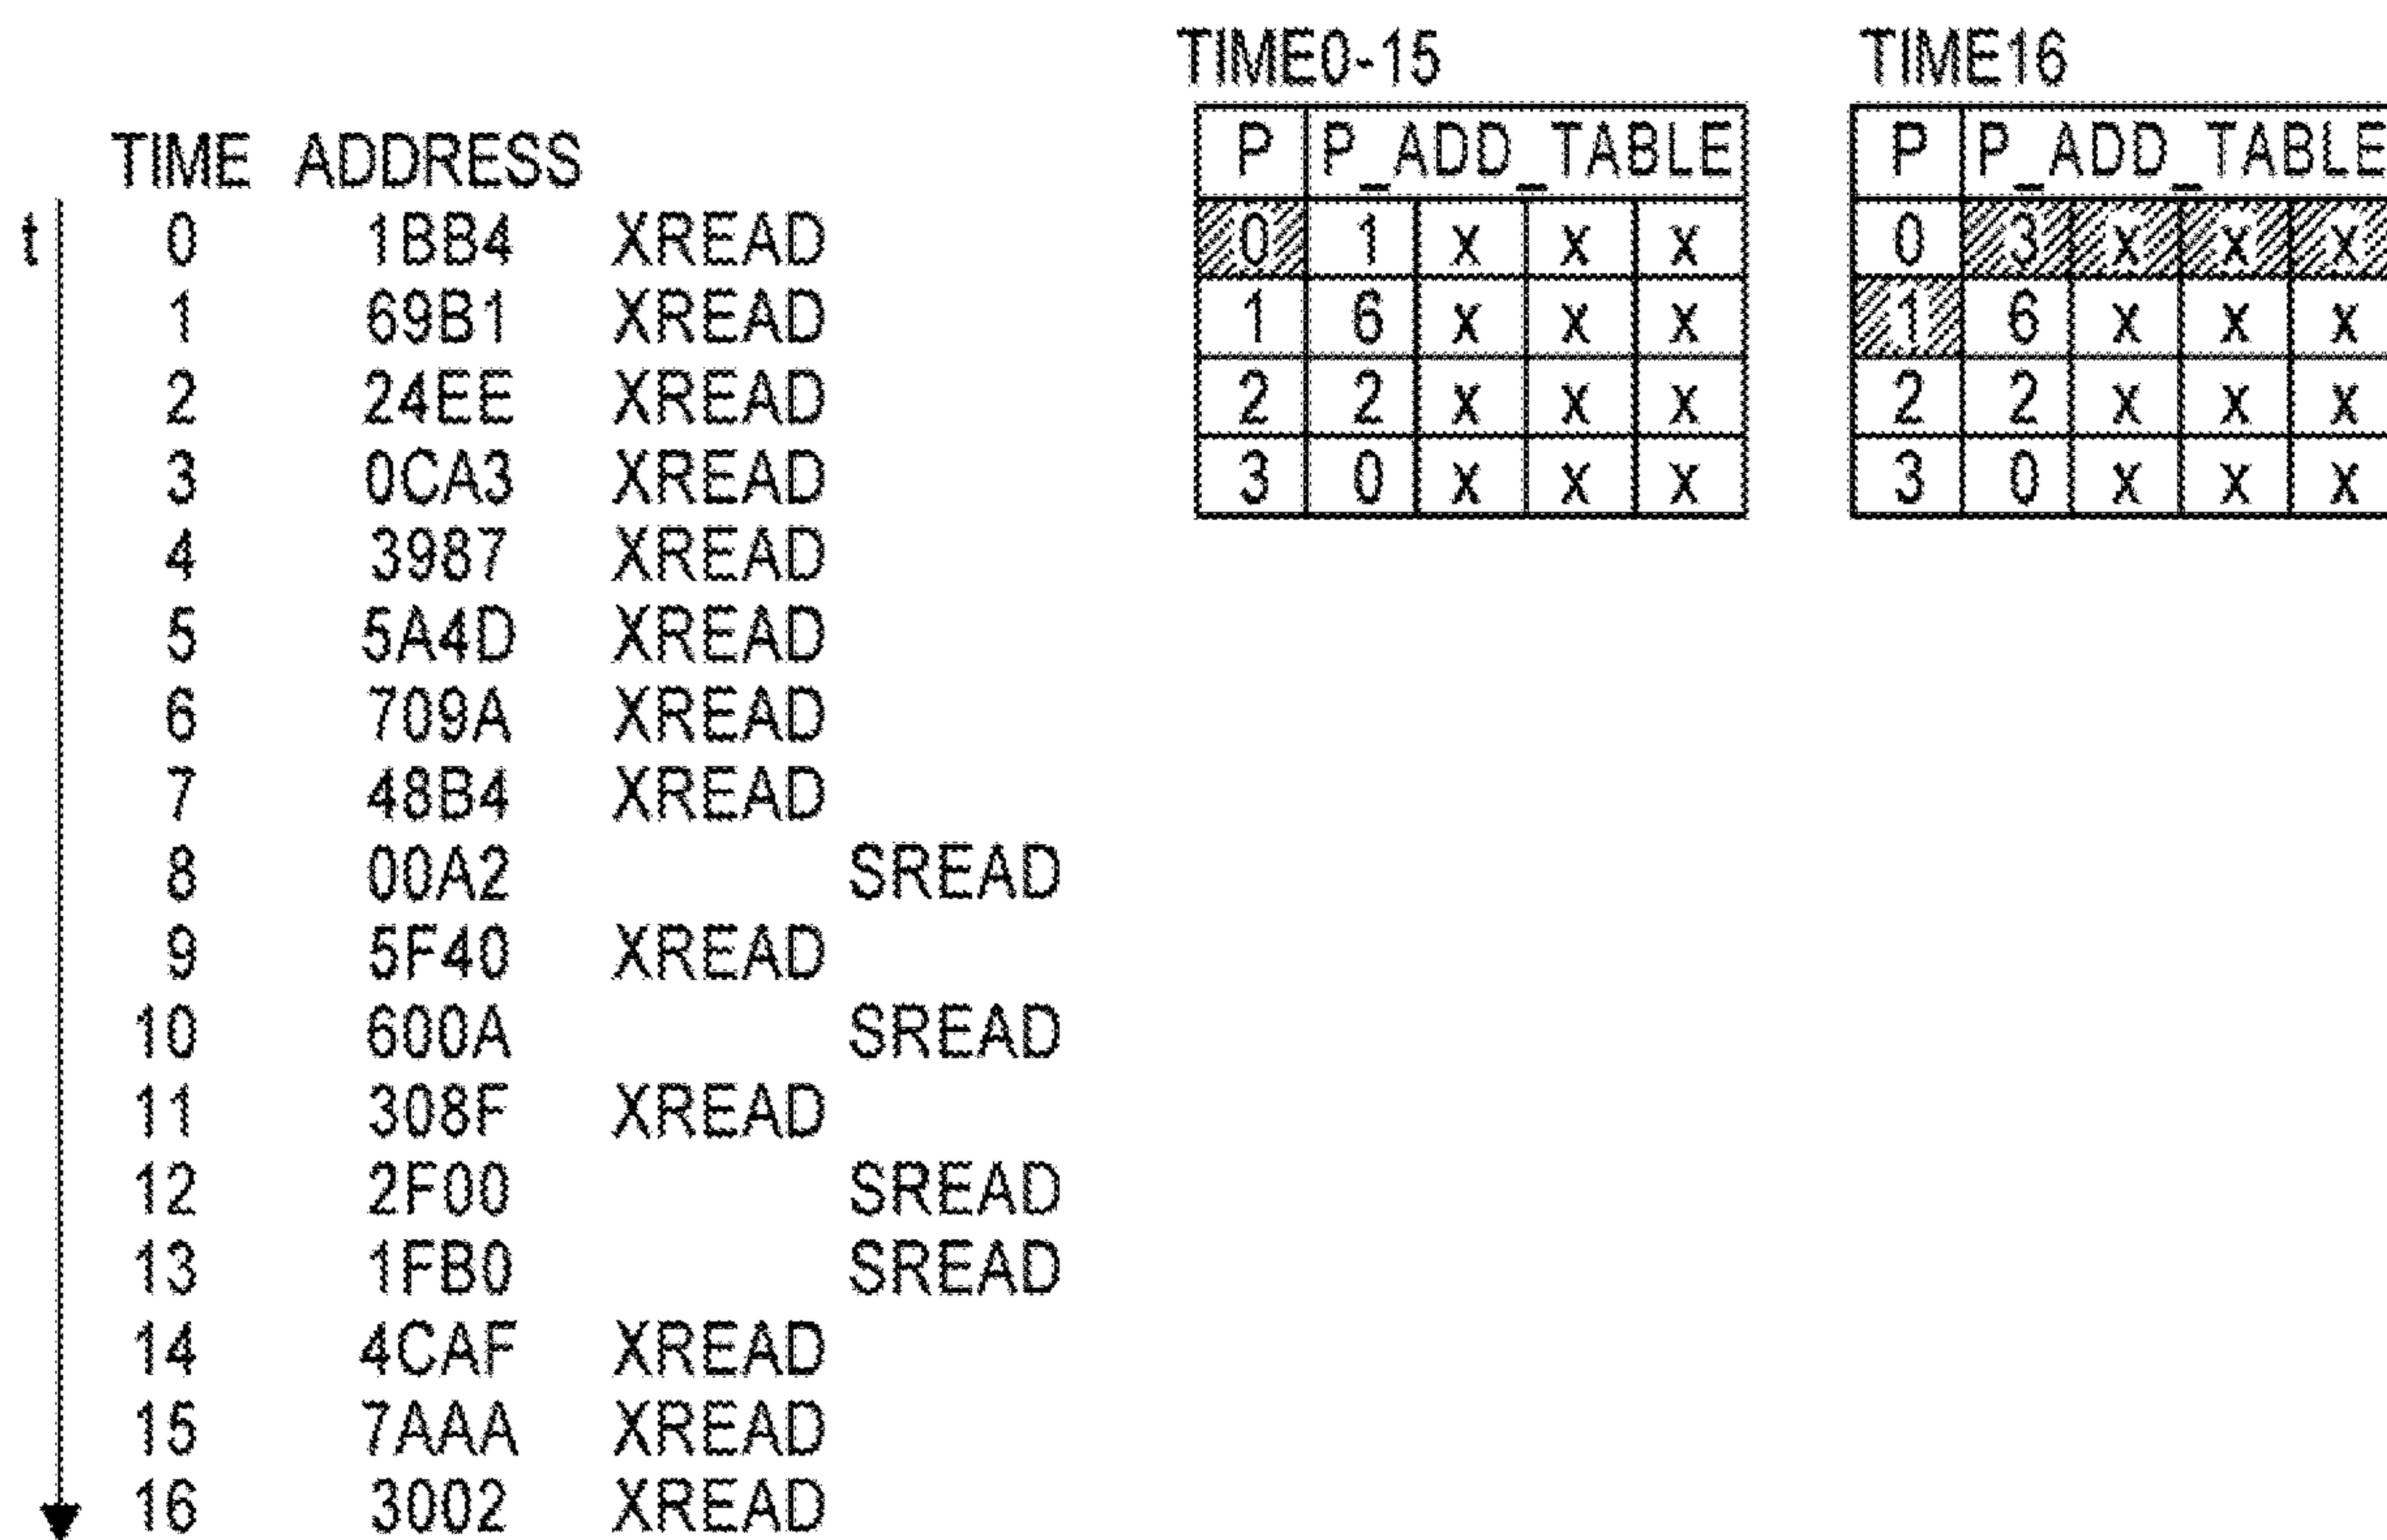 TIME ADDRESS
t 0 1BB4 XREAD
1 69B1 XREAD
2 24EE XREAD
3 0CA3 XREAD
4 3987 XREAD
5 5A4D XREAD
6 709A XREAD
7 48B4 XREAD
8 00A2 SREAD
9 5F40 XREAD
10 600A SREAD
11 308F XREAD
12 2F00 SREAD
13 1FB0 SREAD
14 4CAF XREAD
15 7AAA XREAD
16 3002 XREAD
TIME0-15
P P_ADD_TABLE
0 1 x x x
1 6 x x x
2 2 x x x
3 0 x x x
TIME16
P P_ADD_TABLE
0 3 x x x
1 6 x x x
2 2 x x x
3 0 x x x